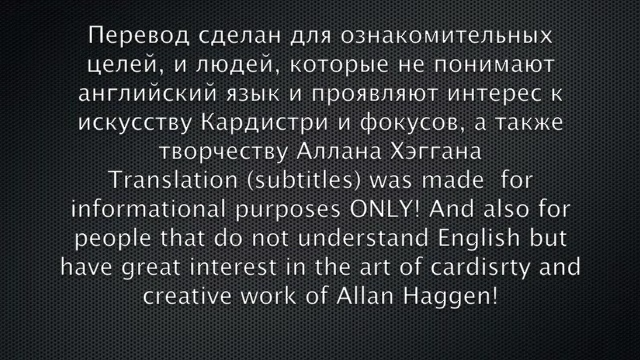 Перевод сделан для ознакомительных
целей, и людей, которые не понимают
английский язык и проявляют интерес к
искусству Кардистри и фокусов, а также
творчеству Аллана Хэггана
Translation (subtitles) was made  for
informational purposes ONLY! And also for
people that do not understand English but
have great interest in the art of cardisrty and
creative work of Allan Haggen!